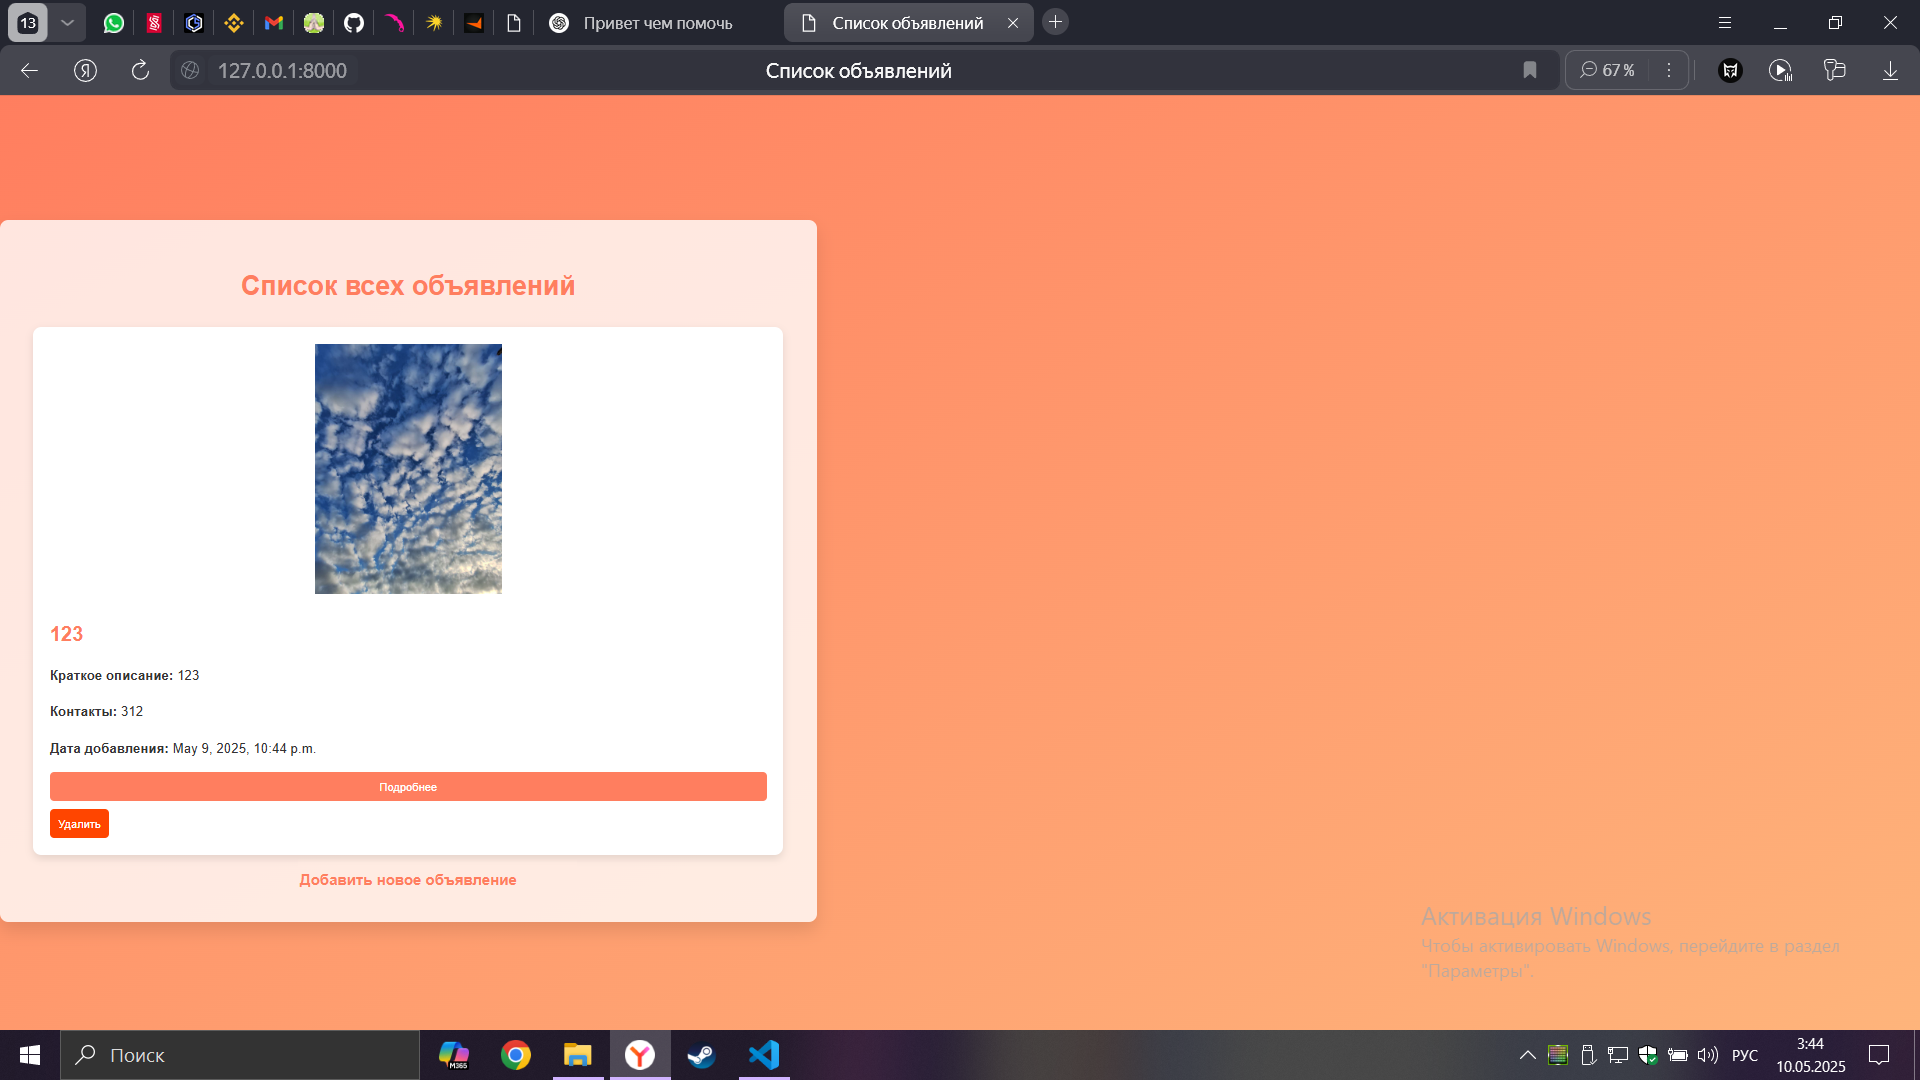 13
Привет чем помочь
Список объявлений
127.0.0.1:8000
Список объявлений
67 %
Список всех объявлений
123
Краткое описание: 123
Контакты: 312
Дата добавления: May 9, 2025, 10:44 p.m.
Подробнее
Удалить
Добавить новое объявление
Активация Windows
Чтобы активировать Windows, перейдите в раздел
"Параметры".
Поиск
M365
РУС
3:44
10.05.2025